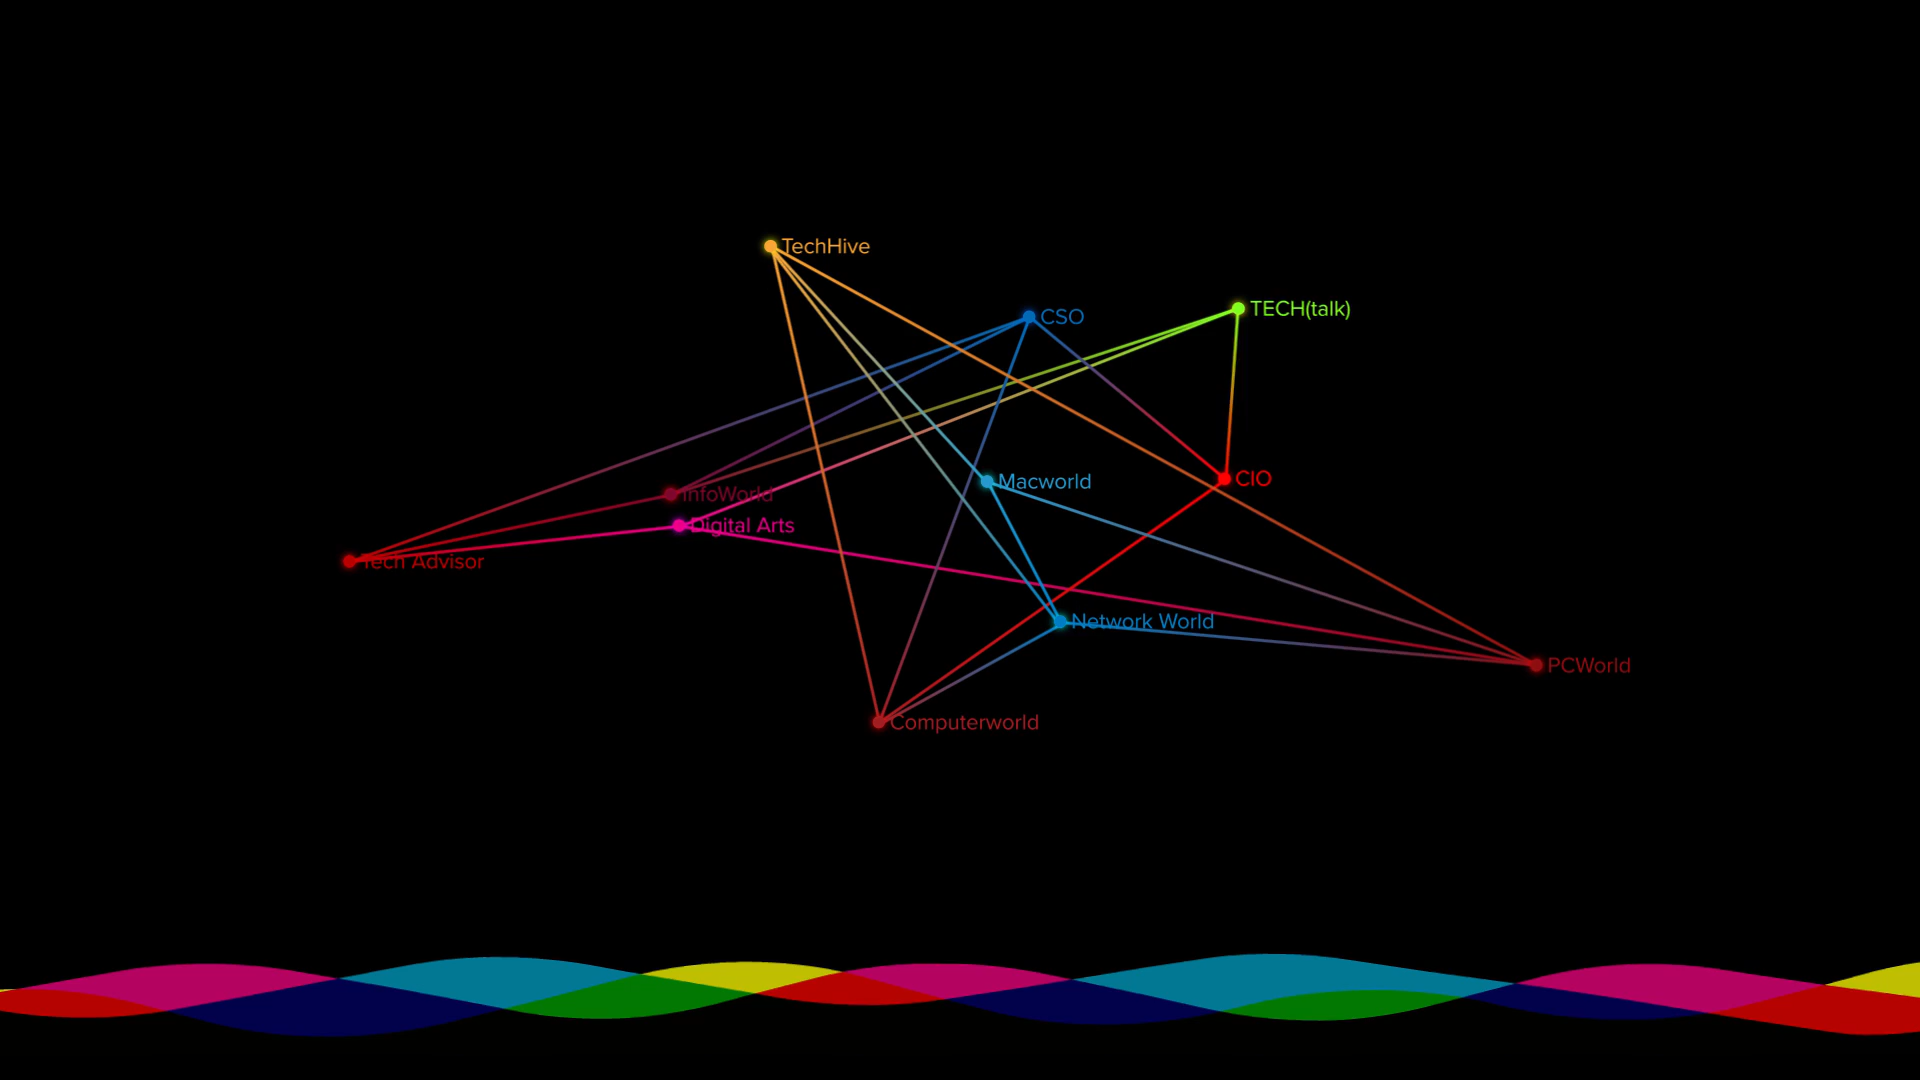 TechHive
TECH(talk)
CSO
CIO
Macworld
InfoWorld
Digital Arts
Tech Advisor
Network World
PCWorld
Computerworld